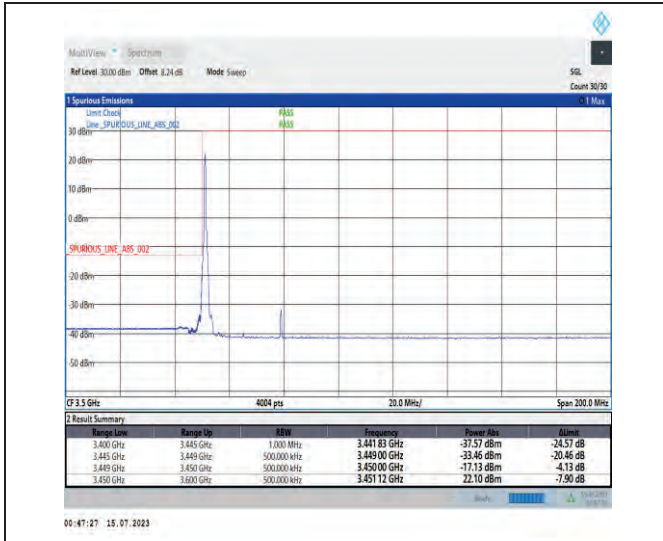 MultiView Spectrum
Ref Level 30.00 dBm Offset 8.24 dB Mode Sweep SGL
Count 30/30
1 Spurious Emissions 1 Max
Limit Check PASS
Line _SPURIOUS_LINE_ABS_002 PASS
30 dBm
20 dBm
10 dBm
0 dBm
_SPURIOUS_LINE_ABS_002
-20 dBm
-30 dBm
-40 dBm
-50 dBm
CF 3.5 GHz 4004 pts 20.0 MHz/ Span 200.0 MHz
2 Result Summary
Range Low Range Up RBW Frequency Power Abs ΔLimit
3.400 GHz 3.445 GHz 1.000 MHz 3.441 83 GHz -37.57 dBm -24.57 dB
3.445 GHz 3.449 GHz 500.000 kHz 3.449 00 GHz -33.46 dBm -20.46 dB
3.449 GHz 3.450 GHz 500.000 kHz 3.450 00 GHz -17.13 dBm -4.13 dB
3.450 GHz 3.600 GHz 500.000 kHz 3.451 12 GHz 22.10 dBm -7.90 dB
Ready
00:47:27 15.07.2023